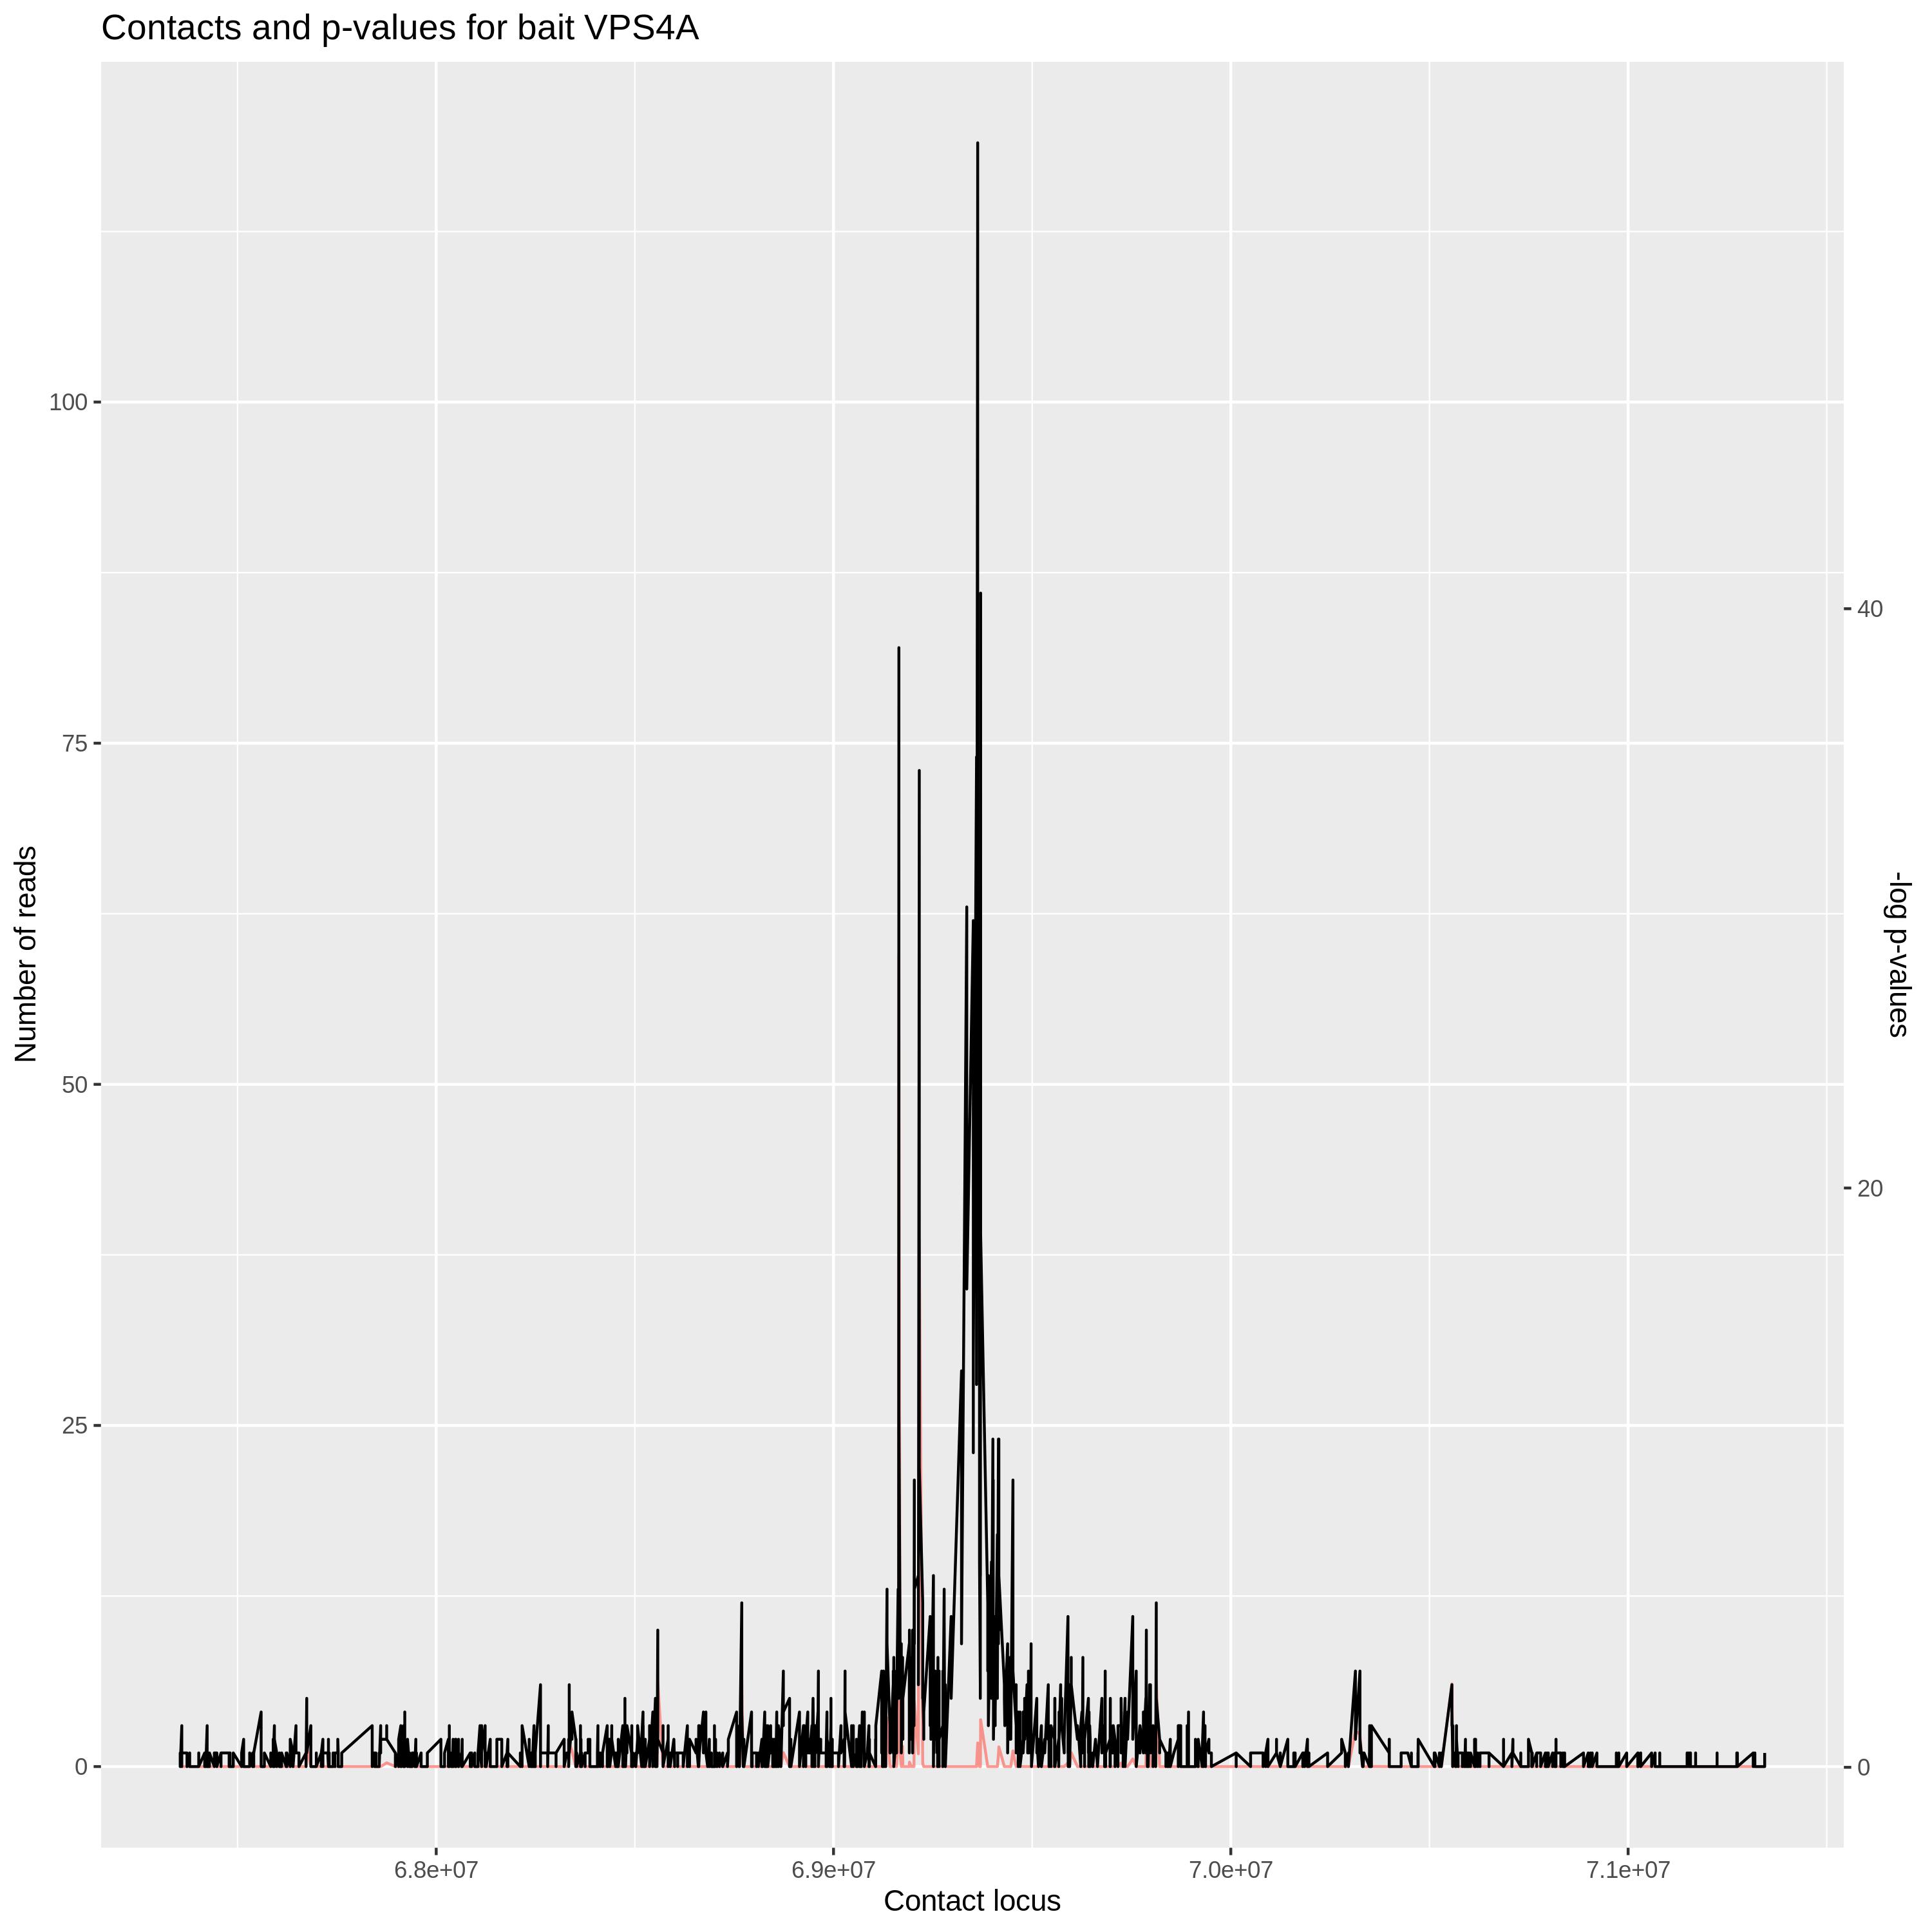 Contacts and p-values for bait VPS4A
100
75
50
25
0
Number of reads
40
20
0
-log p-values
6.8e+07
6.9e+07
7.0e+07
7.1e+07
Contact locus